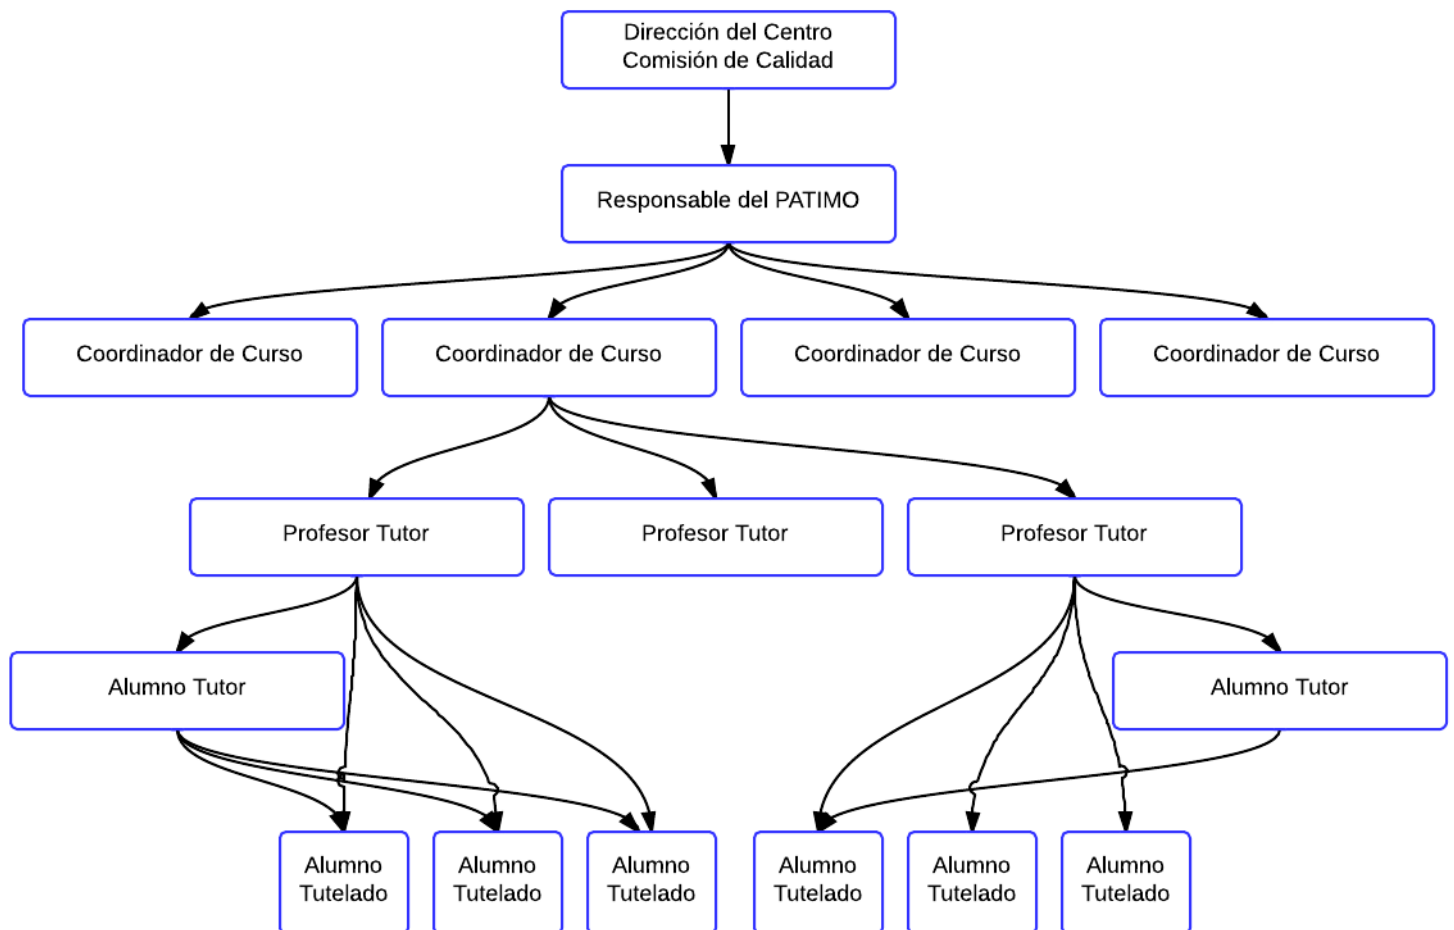 Dirección del Centro
Comisión de Calidad
Responsable del PATIMO
Coordinador de Curso
Coordinador de Curso
Coordinador de Curso
Coordinador de Curso
Profesor Tutor
Profesor Tutor
Profesor Tutor
Alumno Tutor
Alumno Tutor
Alumno
Tutelado
Alumno
Tutelado
Alumno
Tutelado
Alumno
Tutelado
Alumno
Tutelado
Alumno
Tutelado